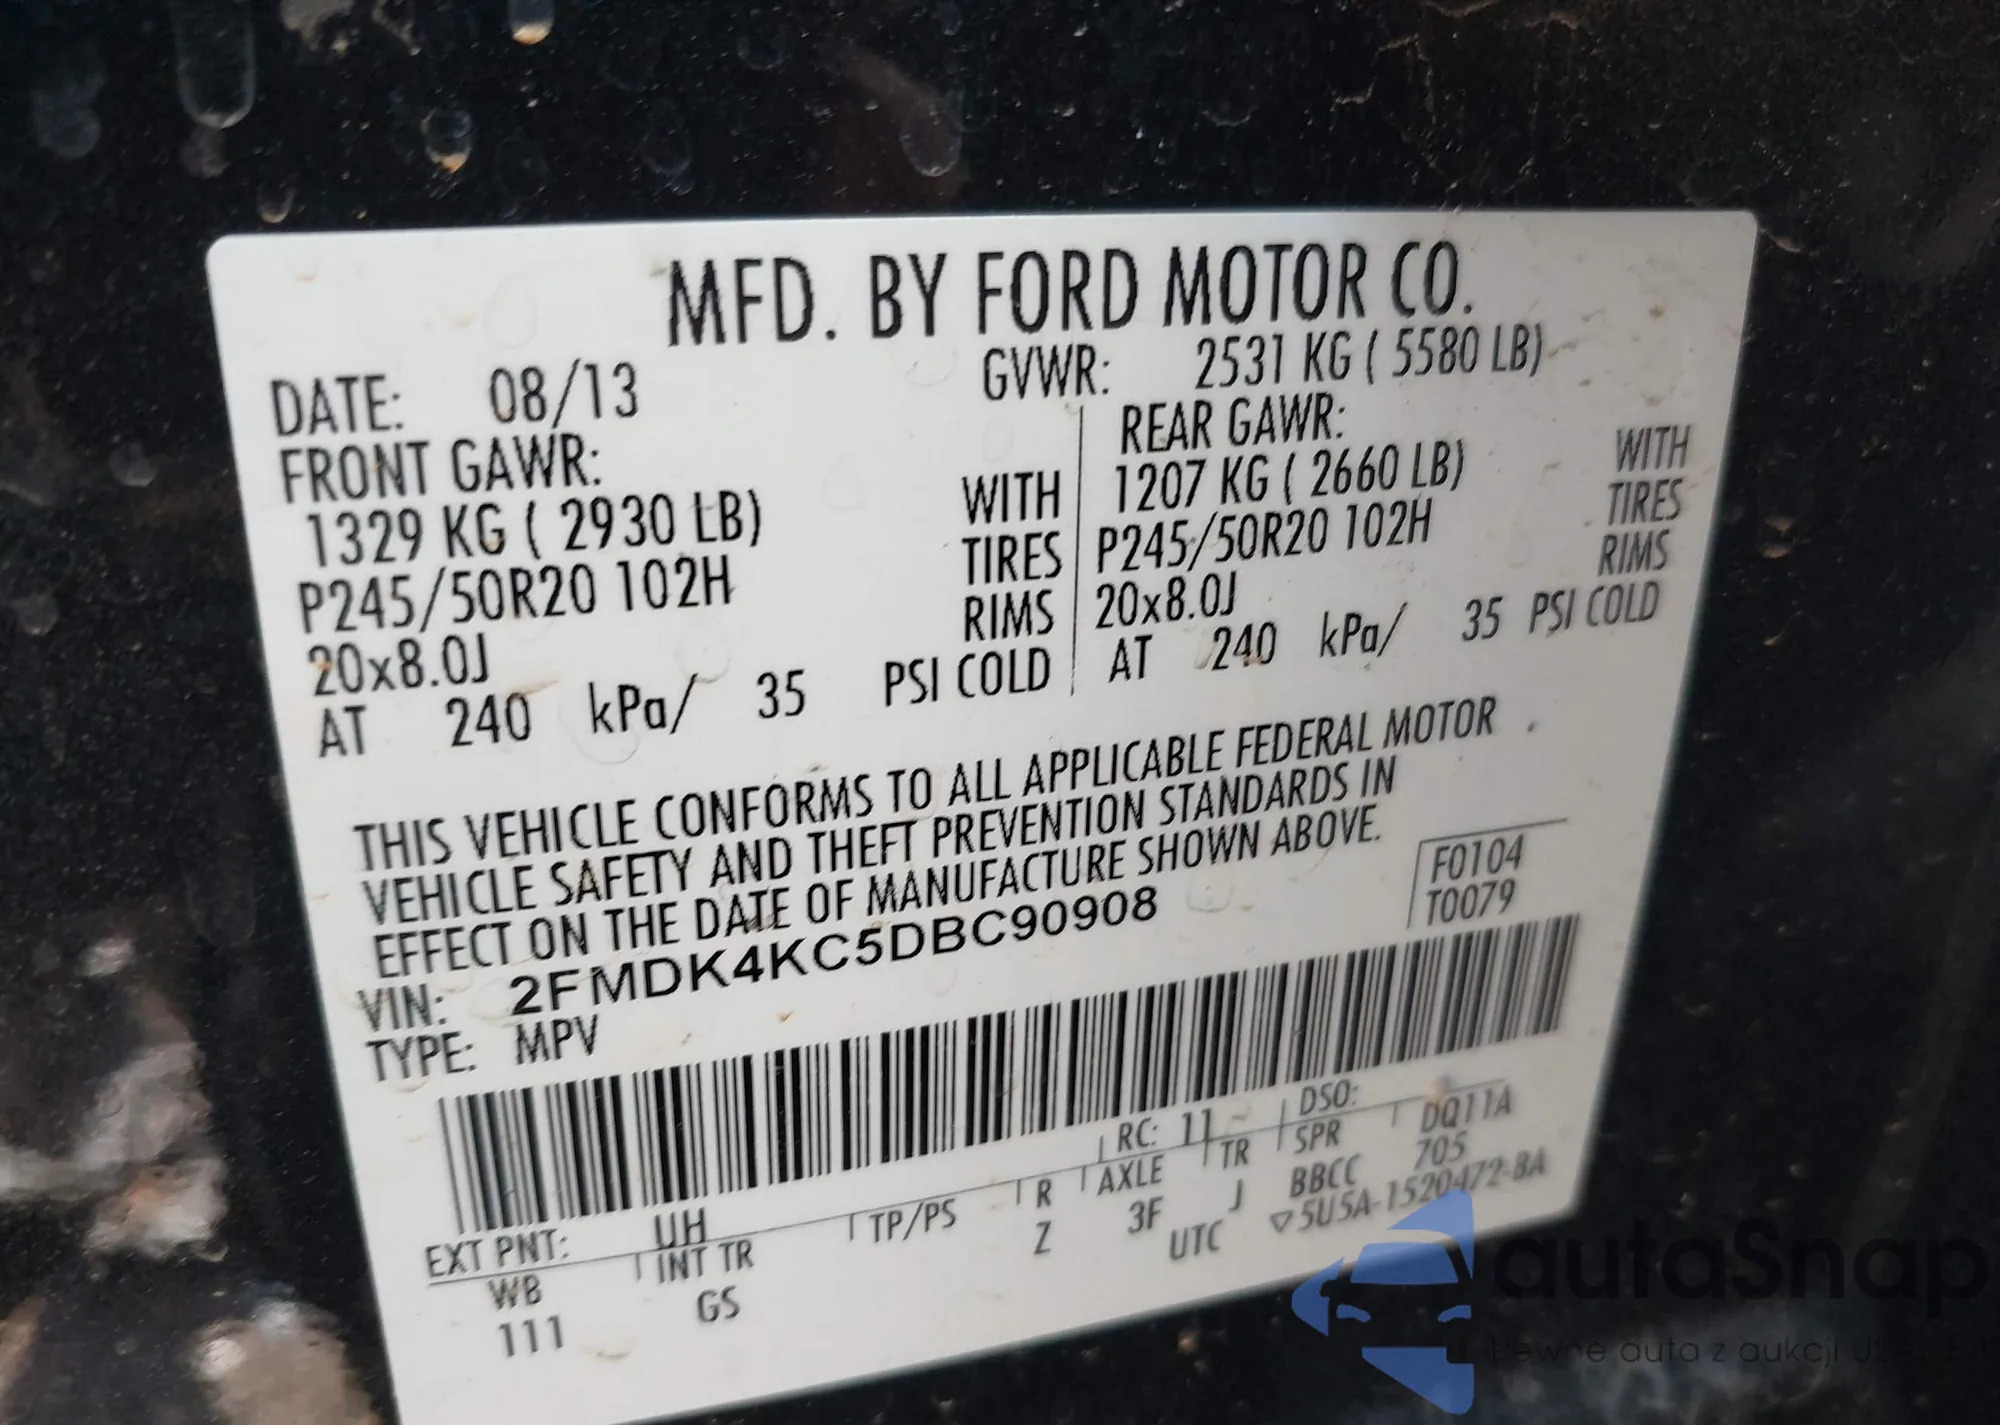 MFD. BY FORD MOTOR CO.
DATE: 08/13 GVWR: 2531 KG ( 5580 LB)
FRONT GAWR: REAR GAWR:
1329 KG ( 2930 LB) WITH 1207 KG ( 2660 LB) WITH
P245/50R20 102H TIRES P245/50R20 102H TIRES
20x8.0J RIMS 20x8.0J RIMS
AT 240 kPa/ 35 PSI COLD AT 240 kPa/ 35 PSI COLD
THIS VEHICLE CONFORMS TO ALL APPLICABLE FEDERAL MOTOR
VEHICLE SAFETY AND THEFT PREVENTION STANDARDS IN
EFFECT ON THE DATE OF MANUFACTURE SHOWN ABOVE.
F0104
T0079
VIN: 2FMDK4KC5DBC90908
TYPE: MPV
EXT PNT: UH RC: 11 DSO:
WB INT TR TP/PS R AXLE TR SPR DQ11A
111 GS Z 3F J BBCC 705
UTC ▽5U5A-1520472-BA
autaSnap
Pewne auta z aukcji